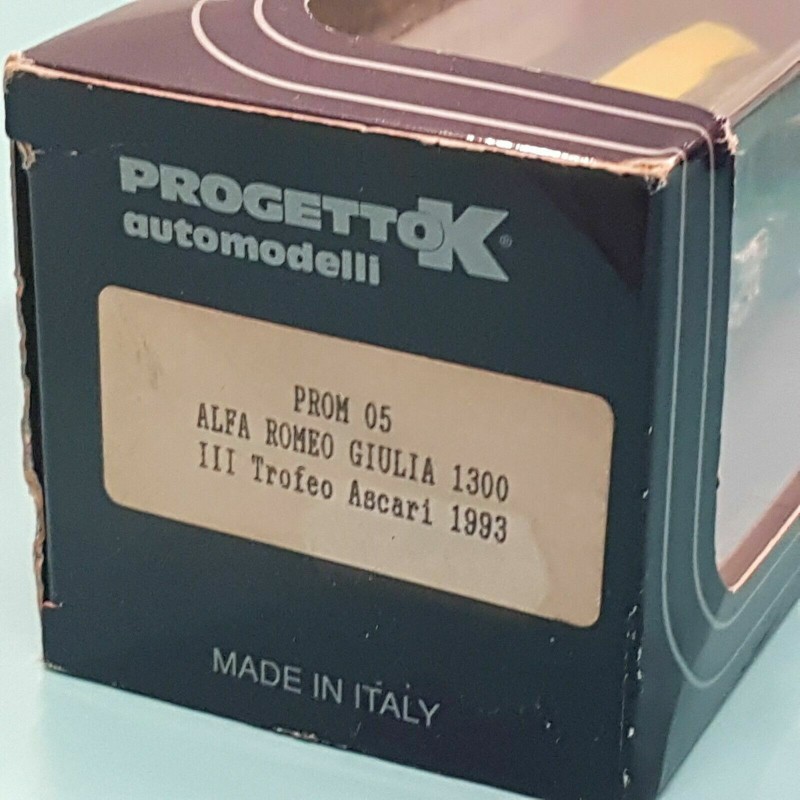 PROGETTO K ®
automodelli
PROM 05
ALFA ROMEO GIULIA 1300
III Trofeo Ascari 1993
MADE IN ITALY